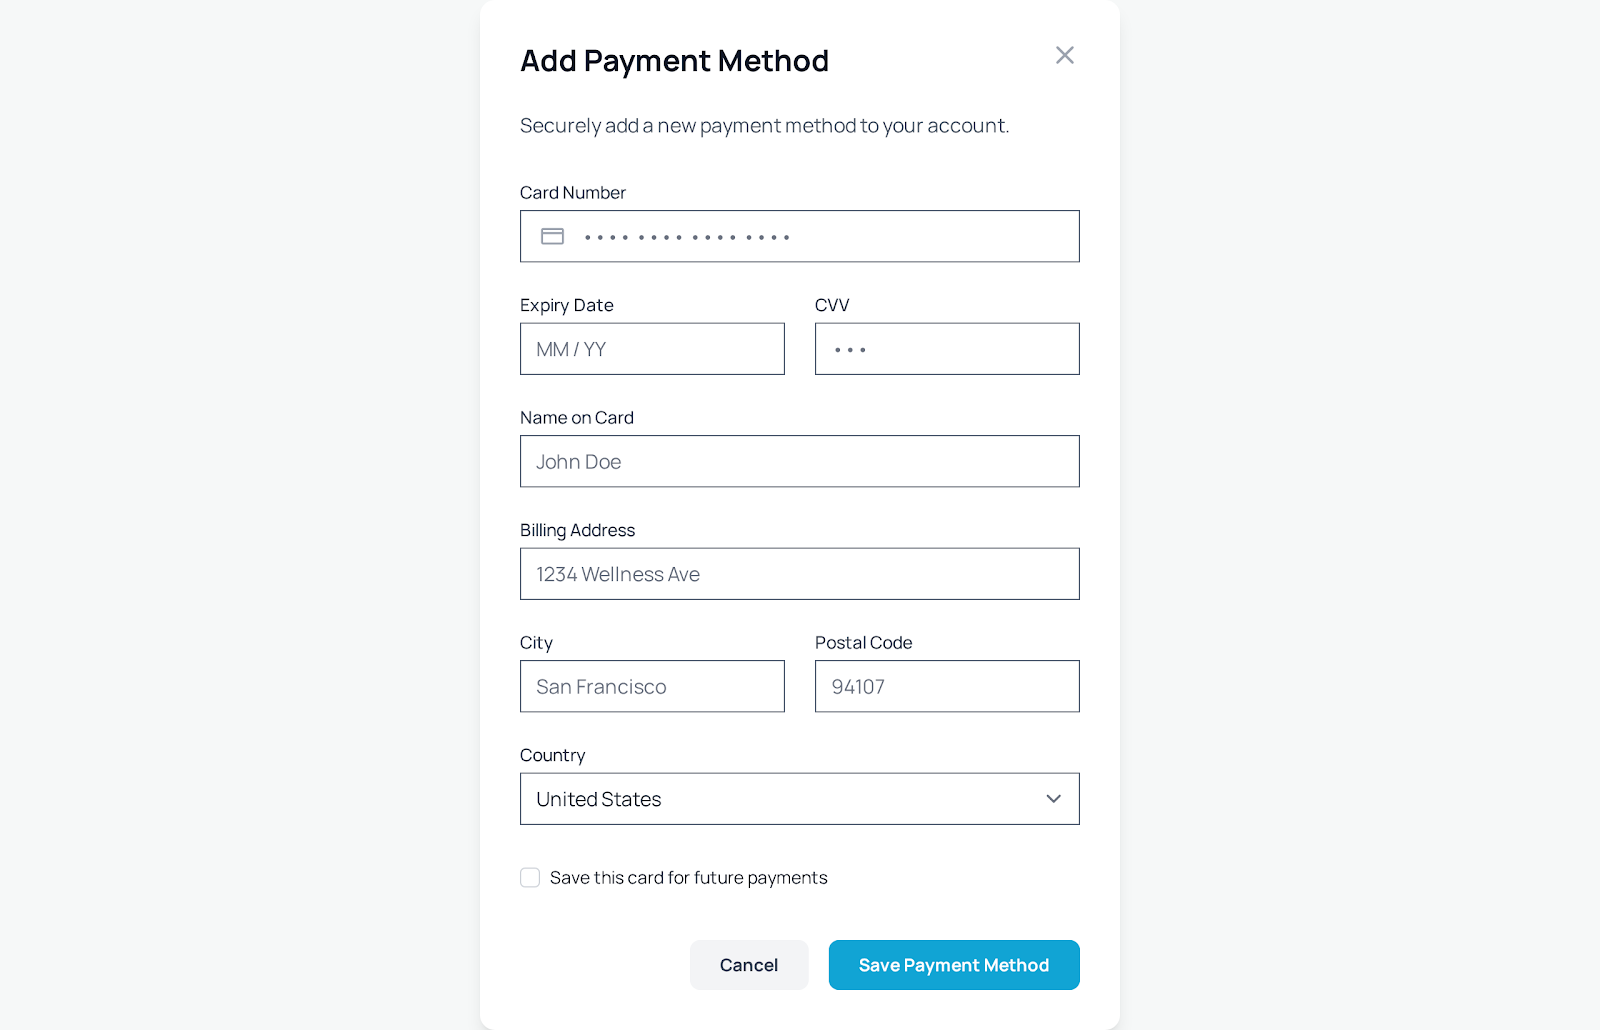 Add Payment Method
Securely add a new payment method to your account.
Card Number
•••• •••• •••• ••••
Expiry Date
CVV
MM / YY
•••
Name on Card
John Doe
Billing Address
1234 Wellness Ave
City
Postal Code
San Francisco
94107
Country
United States
Save this card for future payments
Cancel
Save Payment Method